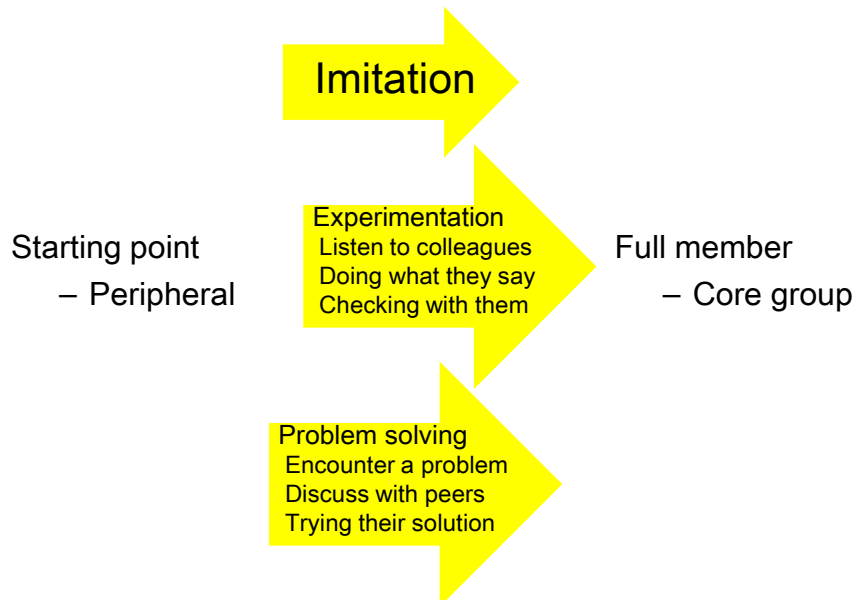 Imitation
Starting point
– Peripheral
Experimentation
Listen to colleagues
Doing what they say
Checking with them
Full member
– Core group
Problem solving
Encounter a problem
Discuss with peers
Trying their solution